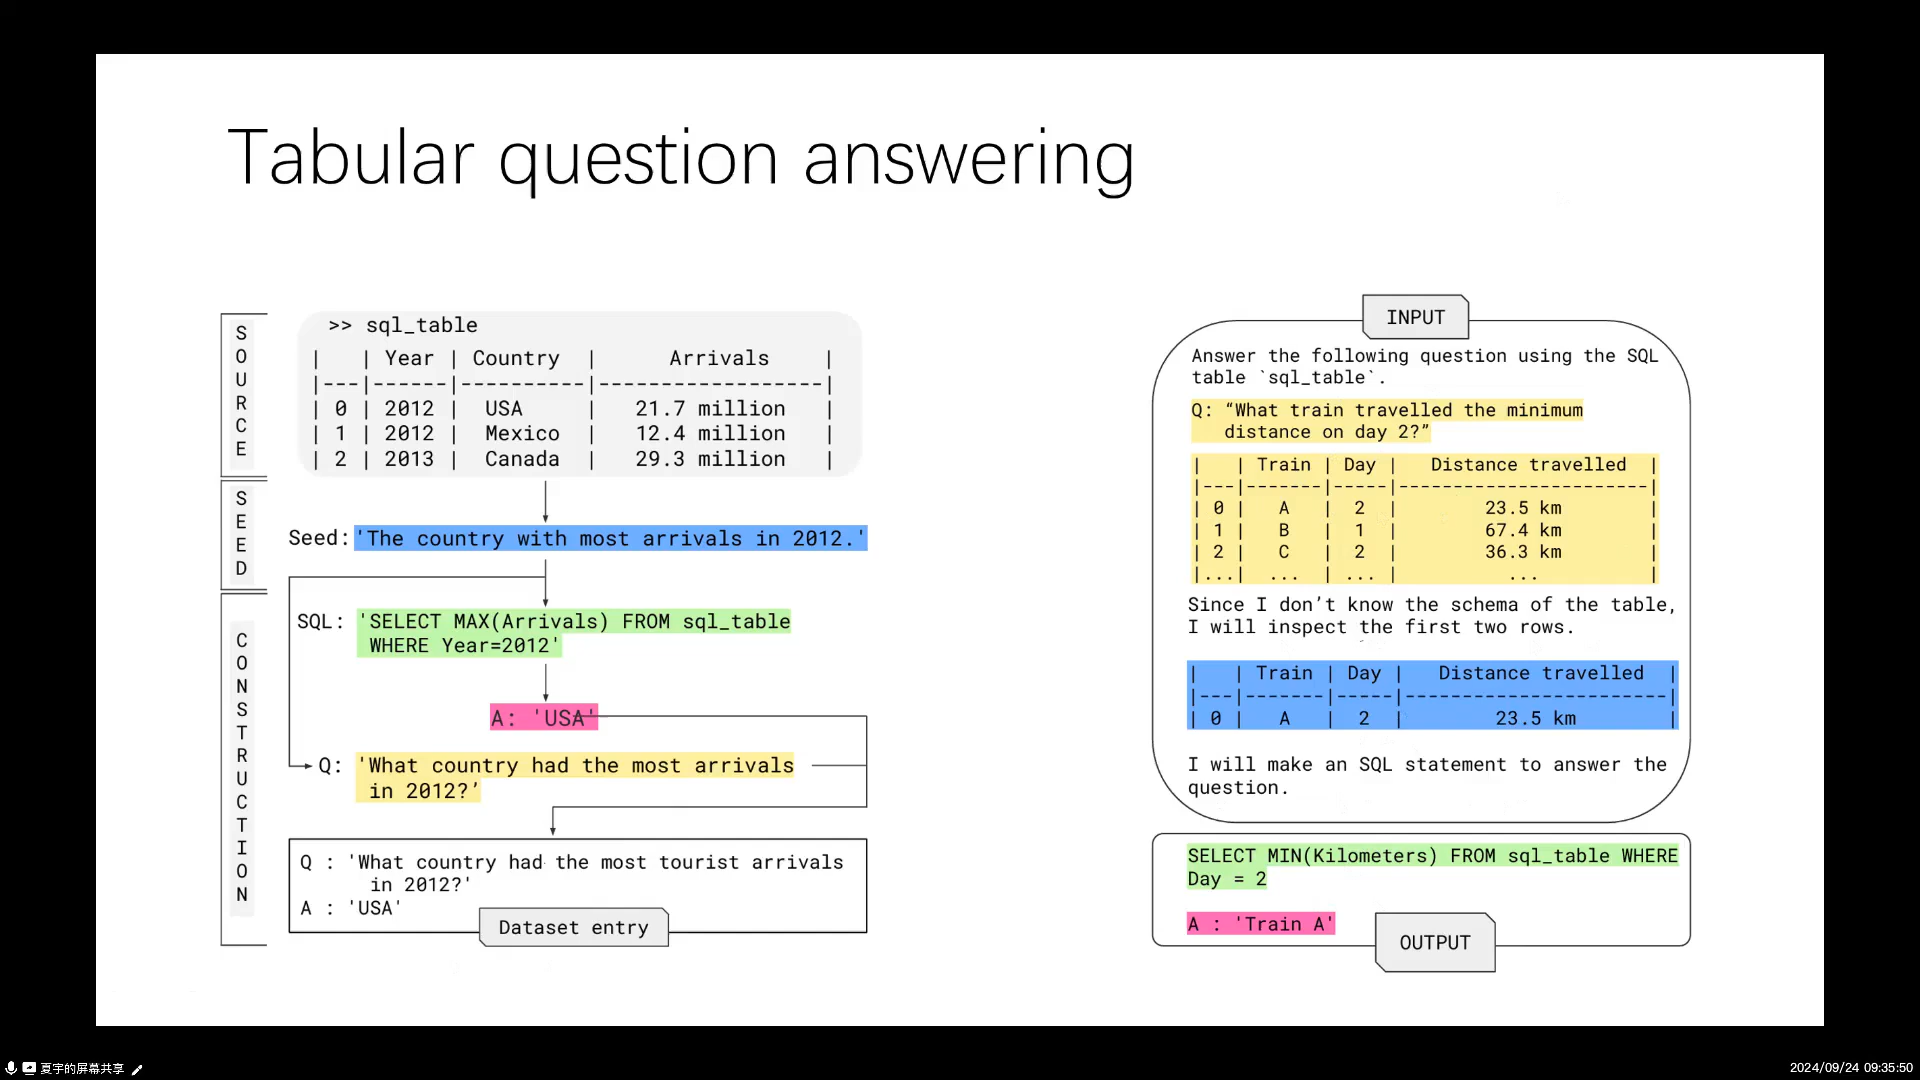 Tabular question answering
SOURCE
>> sql_table
|   | Year | Country  |      Arrivals    |
|---|------|----------|------------------|
| 0 | 2012 |  USA     |   21.7 million   |
| 1 | 2012 |  Mexico  |   12.4 million   |
| 2 | 2013 |  Canada  |   29.3 million   |
SEED
Seed: 'The country with most arrivals in 2012.'
CONSTRUCTION
SQL: 'SELECT MAX(Arrivals) FROM sql_table
WHERE Year=2012'
A: 'USA'
Q: 'What country had the most arrivals
in 2012?’
Q : 'What country had the most tourist arrivals
in 2012?'
A : 'USA'
Dataset entry
INPUT
Answer the following question using the SQL
table `sql_table`.
Q: “What train travelled the minimum
distance on day 2?”
|   | Train | Day |   Distance travelled  |
|---|-------|-----|-----------------------|
| 0 |   A   |  2  |        23.5 km        |
| 1 |   B   |  1  |        67.4 km        |
| 2 |   C   |  2  |        36.3 km        |
|...|  ...  | ... |          ...          |
Since I don’t know the schema of the table,
I will inspect the first two rows.
|   | Train | Day |   Distance travelled  |
|---|-------|-----|-----------------------|
| 0 |   A   |  2  |        23.5 km        |
I will make an SQL statement to answer the
question.
SELECT MIN(Kilometers) FROM sql_table WHERE
Day = 2
A : 'Train A'
OUTPUT
夏宇的屏幕共享
2024/09/24 09:35:50